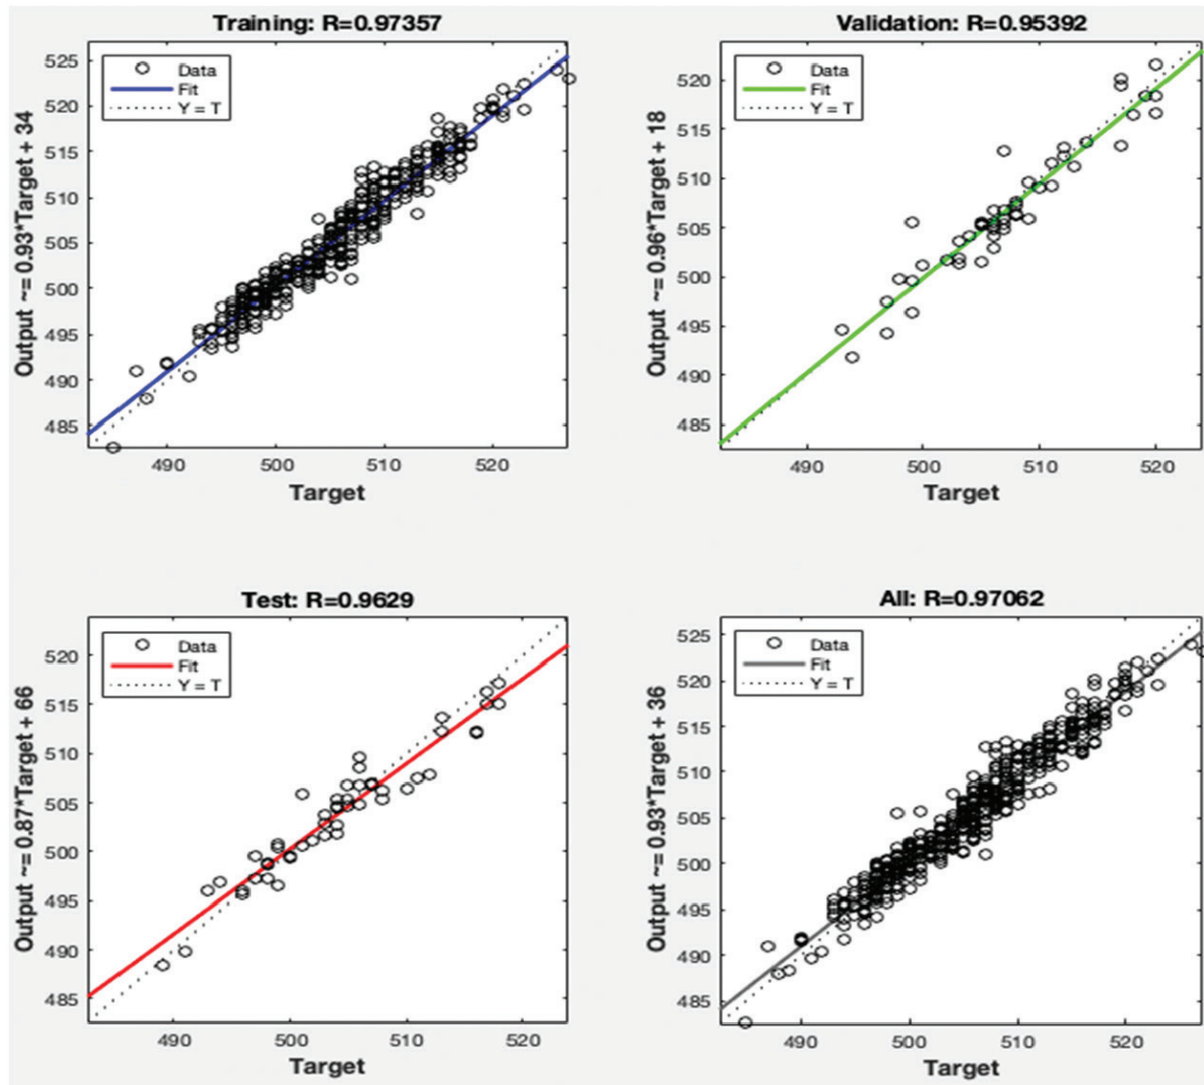 Training: R=0.97357
Output ~= 0.93*Target + 34
525
520
515
510
505
500
495
490
485
Data
Fit
Y = T
490
500
510
520
Target
Validation: R=0.95392
Output ~= 0.96*Target + 18
520
515
510
505
500
495
490
485
Data
Fit
Y = T
490
500
510
520
Target
Test: R=0.9629
Output ~= 0.87*Target + 66
520
515
510
505
500
495
490
485
Data
Fit
Y = T
490
500
510
520
Target
All: R=0.97062
Output ~= 0.93*Target + 36
525
520
515
510
505
500
495
490
485
Data
Fit
Y = T
490
500
510
520
Target